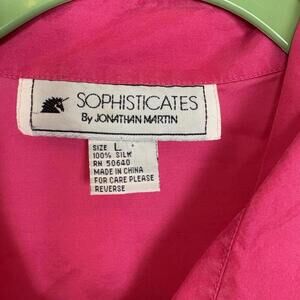 SOPHISTICATES
By JONATHAN MARTIN
SIZE L
100% SILK
RN 50640
MADE IN CHINA
FOR CARE PLEASE
REVERSE